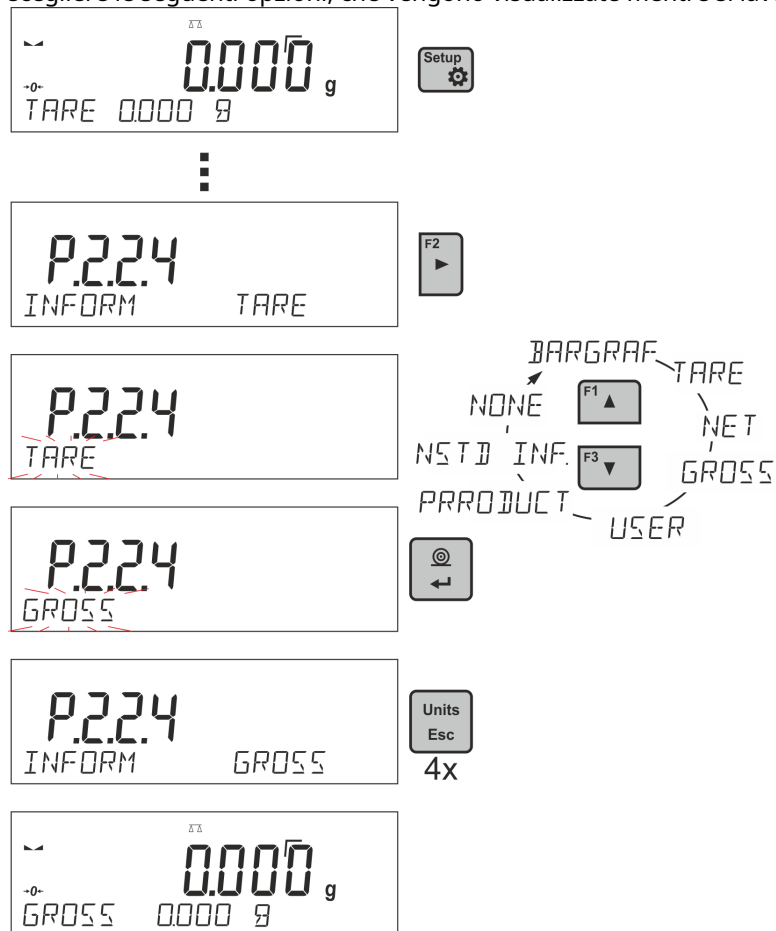 scegliere le seguenti opzioni, che vengono visualizzate mentre si
0.000 g
→0←
TARE 0.000 g
Setup
P.2.2.4
INFORM TARE
F2
P.2.2.4
TARE
BARGRAF
TARE
NET
GROSS
USER
PRRODUCT
NSTD INF.
NONE
F1
F3
P.2.2.4
GROSS
P.2.2.4
INFORM GROSS
Units
Esc
4x
0.000 g
→0←
GROSS 0.000 g